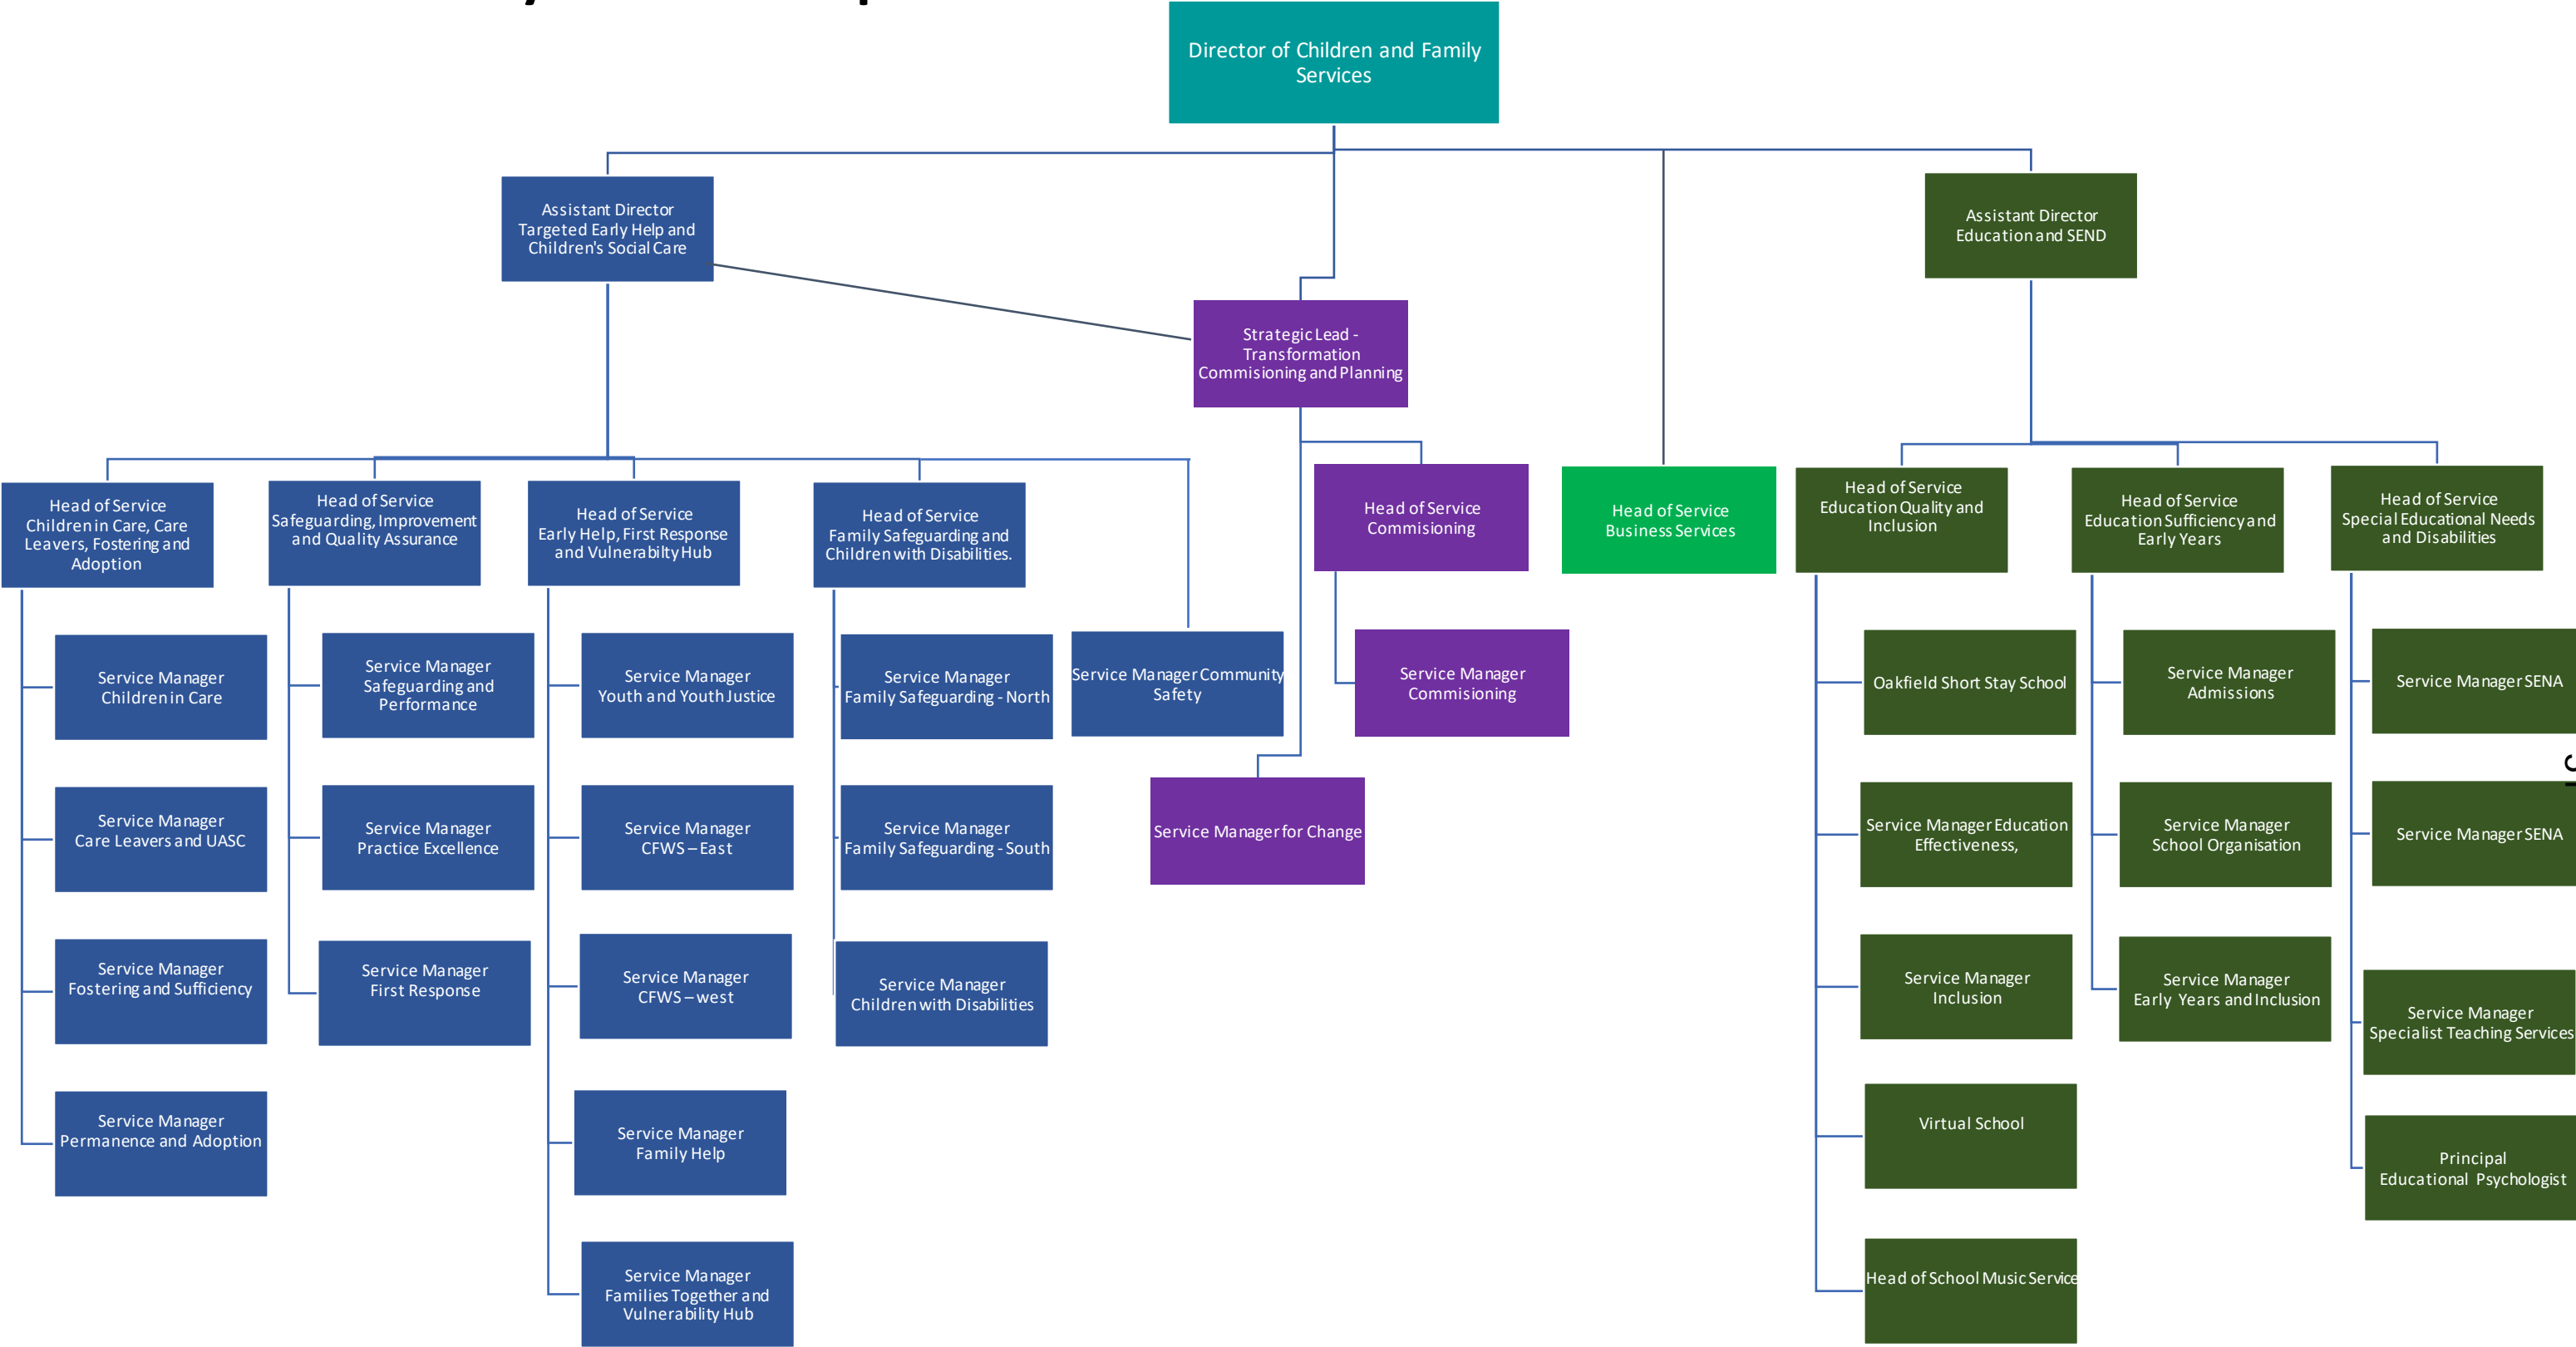 Director of Children and Family
Services
Assistant Director
Targeted Early Help and
Children's Social Care
Assistant Director
Education and SEND
Strategic Lead -
Transformation
Commisioning and Planning
Head of Service
Children in Care, Care
Leavers, Fostering and
Adoption
Head of Service
Safeguarding, Improvement
and Quality Assurance
Head of Service
Early Help, First Response
and Vulnerabilty Hub
Head of Service
Family Safeguarding and
Children with Disabilities.
Head of Service
Commisioning
Head of Service
Business Services
Head of Service
Education Quality and
Inclusion
Head of Service
Education Sufficiency and
Early Years
Head of Service
Special Educational Needs
and Disabilities
Service Manager
Children in Care
Service Manager
Safeguarding and
Performance
Service Manager
Youth and Youth Justice
Service Manager
Family Safeguarding - North
Service Manager Community
Safety
Service Manager
Commisioning
Oakfield Short Stay School
Service Manager
Admissions
Service Manager SENA
Service Manager
Care Leavers and UASC
Service Manager
Practice Excellence
Service Manager
CFWS – East
Service Manager
Family Safeguarding - South
Service Manager for Change
Service Manager Education
Effectiveness,
Service Manager
School Organisation
Service Manager SENA
Service Manager
Fostering and Sufficiency
Service Manager
First Response
Service Manager
CFWS – west
Service Manager
Children with Disabilities
Service Manager
Inclusion
Service Manager
Early Years and Inclusion
Service Manager
Specialist Teaching Services
Service Manager
Permanence and Adoption
Service Manager
Family Help
Virtual School
Principal
Educational Psychologist
Service Manager
Families Together and
Vulnerability Hub
Head of School Music Service